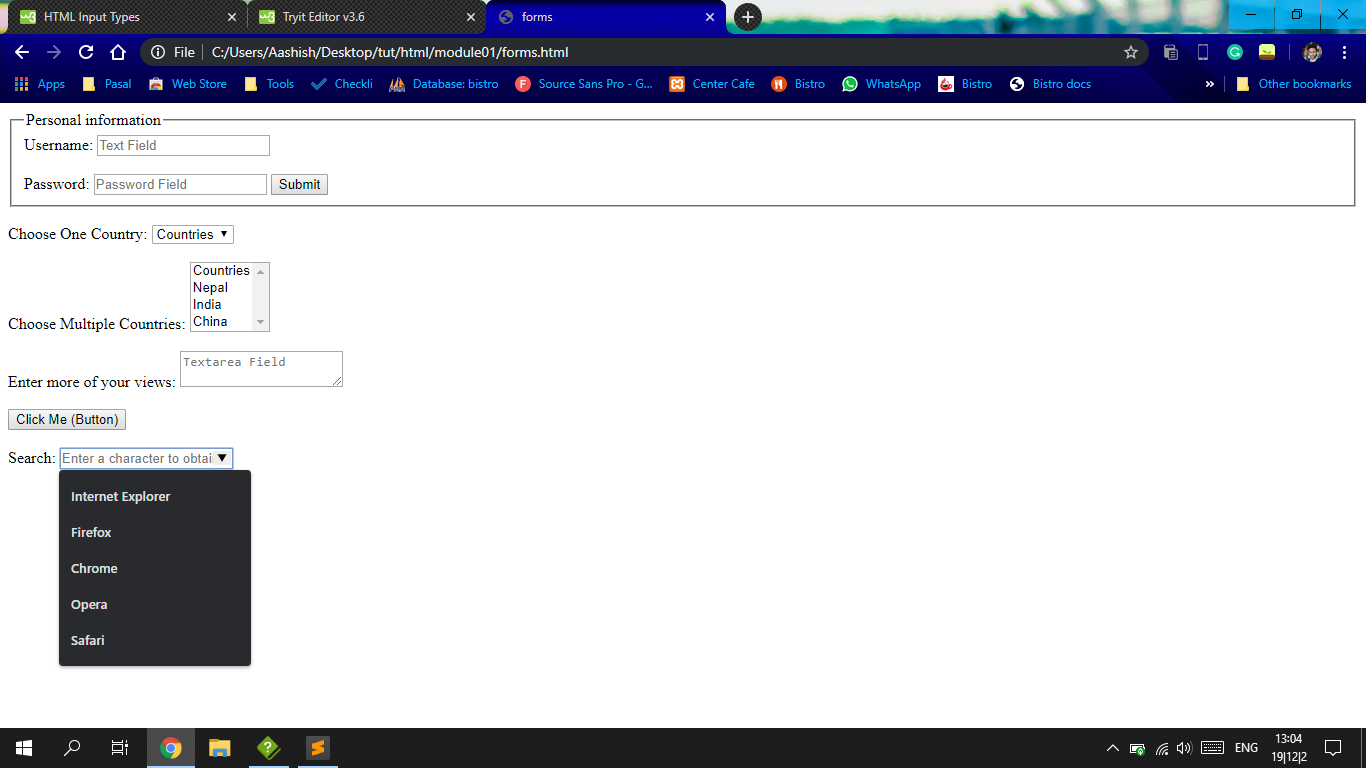 HTML Input Types
Tryit Editor v3.6
forms
File | C:/Users/Aashish/Desktop/tut/html/module01/forms.html
Apps Pasal Web Store Tools Checkli Database: bistro Source Sans Pro - G... Center Cafe Bistro WhatsApp Bistro Bistro docs » Other bookmarks
Personal information
Username: Text Field
Password: Password Field Submit
Choose One Country: Countries
Countries
Nepal
India
Choose Multiple Countries: China
Enter more of your views: Textarea Field
Click Me (Button)
Search: Enter a character to obtai
Internet Explorer
Firefox
Chrome
Opera
Safari
ENG
13:04
19|12|2